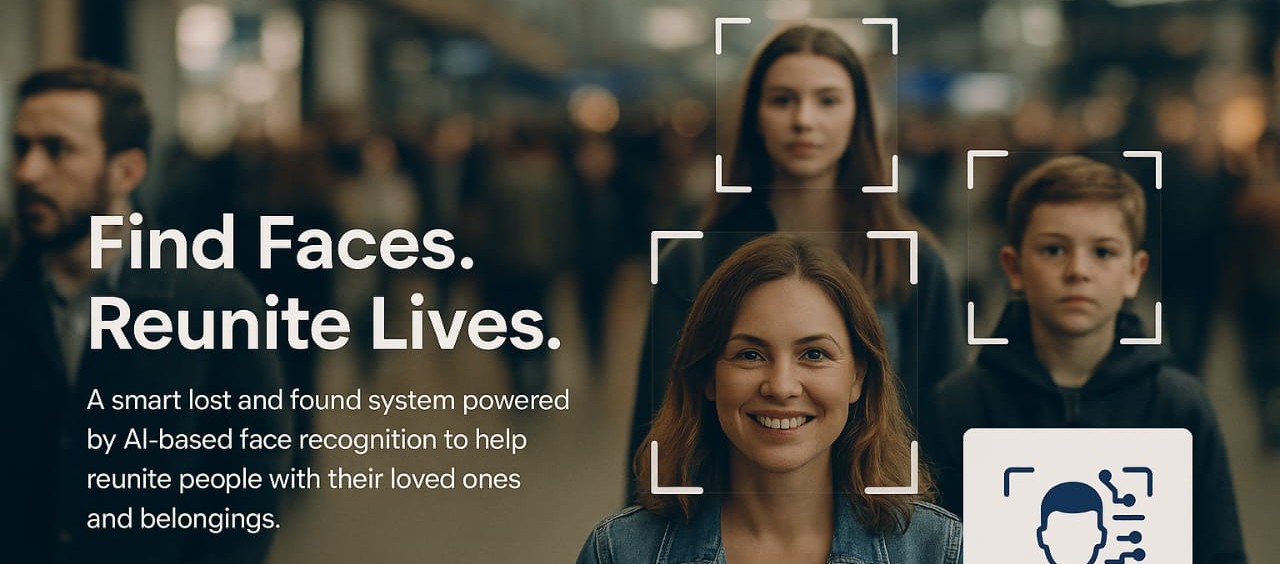 Find Faces.
Reunite Lives.
A smart lost and found system powered
by AI-based face recognition to help
reunite people with their loved ones
and belongings.